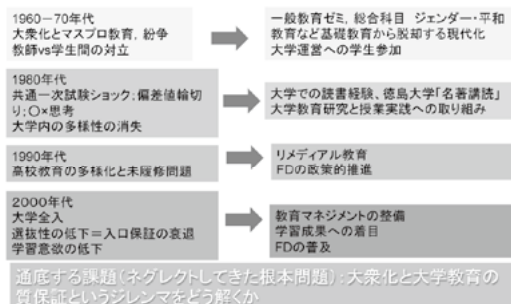 1960－70年代
大衆化とマスプロ教育，紛争
教師vs学生間の対立
一般教育ゼミ，総合科目 ジェンダー・平和
教育など基礎教育から脱却する現代化
大学運営への学生参加
1980年代
共通一次試験ショック；偏差値輪切
り；〇×思考
大学内の多様性の消失
大学での読書経験、徳島大学「名著講読」
大学教育研究と授業実践への取り組み
1990年代
高校教育の多様化と未履修問題
リメディアル教育
FDの政策的推進
2000年代
大学全入
選抜性の低下＝入口保証の衰退
学習意欲の低下
教育マネジメントの整備
学習成果への着目
FDの普及
通底する課題（ネグレクトしてきた根本問題）：大衆化と大学教育の
質保証というジレンマをどう解くか